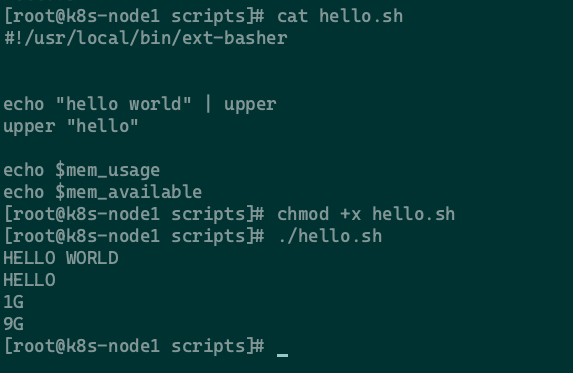 [root@k8s-node1 scripts]# cat hello.sh
#!/usr/local/bin/ext-basher
echo "hello world" | upper
upper "hello"
echo $mem_usage
echo $mem_available
[root@k8s-node1 scripts]# chmod +x hello.sh
[root@k8s-node1 scripts]# ./hello.sh
HELLO WORLD
HELLO
1G
9G
[root@k8s-node1 scripts]# _